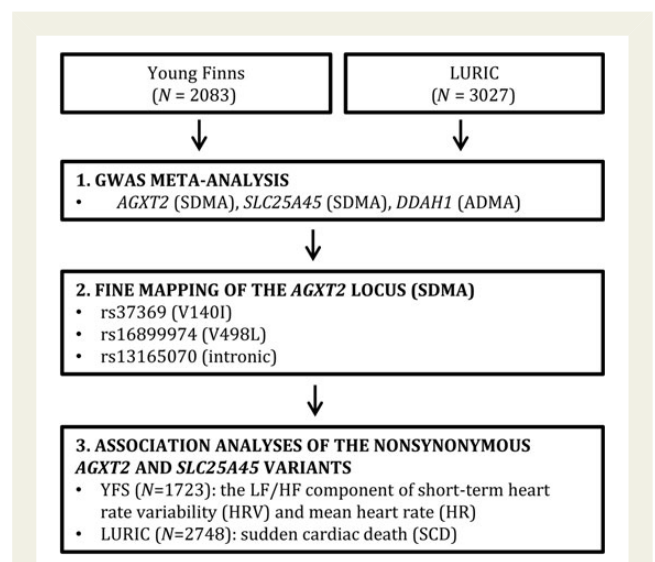 Young Finns
(N = 2083)
LURIC
(N = 3027)
1. GWAS META-ANALYSIS
• AGXT2 (SDMA), SLC25A45 (SDMA), DDAH1 (ADMA)
2. FINE MAPPING OF THE AGXT2 LOCUS (SDMA)
• rs37369 (V140I)
• rs16899974 (V498L)
• rs13165070 (intronic)
3. ASSOCIATION ANALYSES OF THE NONSYNONYMOUS
AGXT2 AND SLC25A45 VARIANTS
• YFS (N=1723): the LF/HF component of short-term heart
rate variability (HRV) and mean heart rate (HR)
• LURIC (N=2748): sudden cardiac death (SCD)